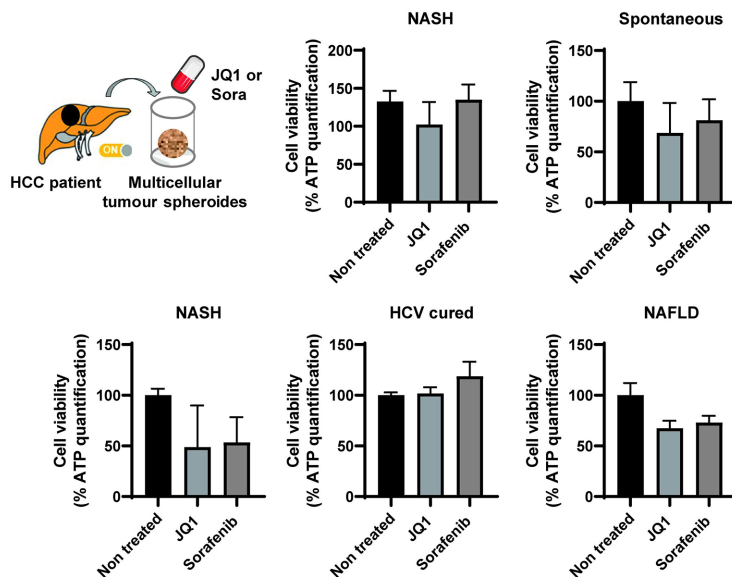 JQ1 or
Sora
ON
HCC patient
Multicellular
tumour spheroides
NASH
Cell viability
(% ATP quantification)
200
150
100
50
0
Non treated
JQ1
Sorafenib
Spontaneous
Cell viability
(% ATP quantification)
150
100
50
0
Non treated
JQ1
Sorafenib
NASH
Cell viability
(% ATP quantification)
150
100
50
0
Non treated
JQ1
Sorafenib
HCV cured
Cell viability
(% ATP quantification)
150
100
50
0
Non treated
JQ1
Sorafenib
NAFLD
Cell viability
(% ATP quantification)
150
100
50
0
Non treated
JQ1
Sorafenib